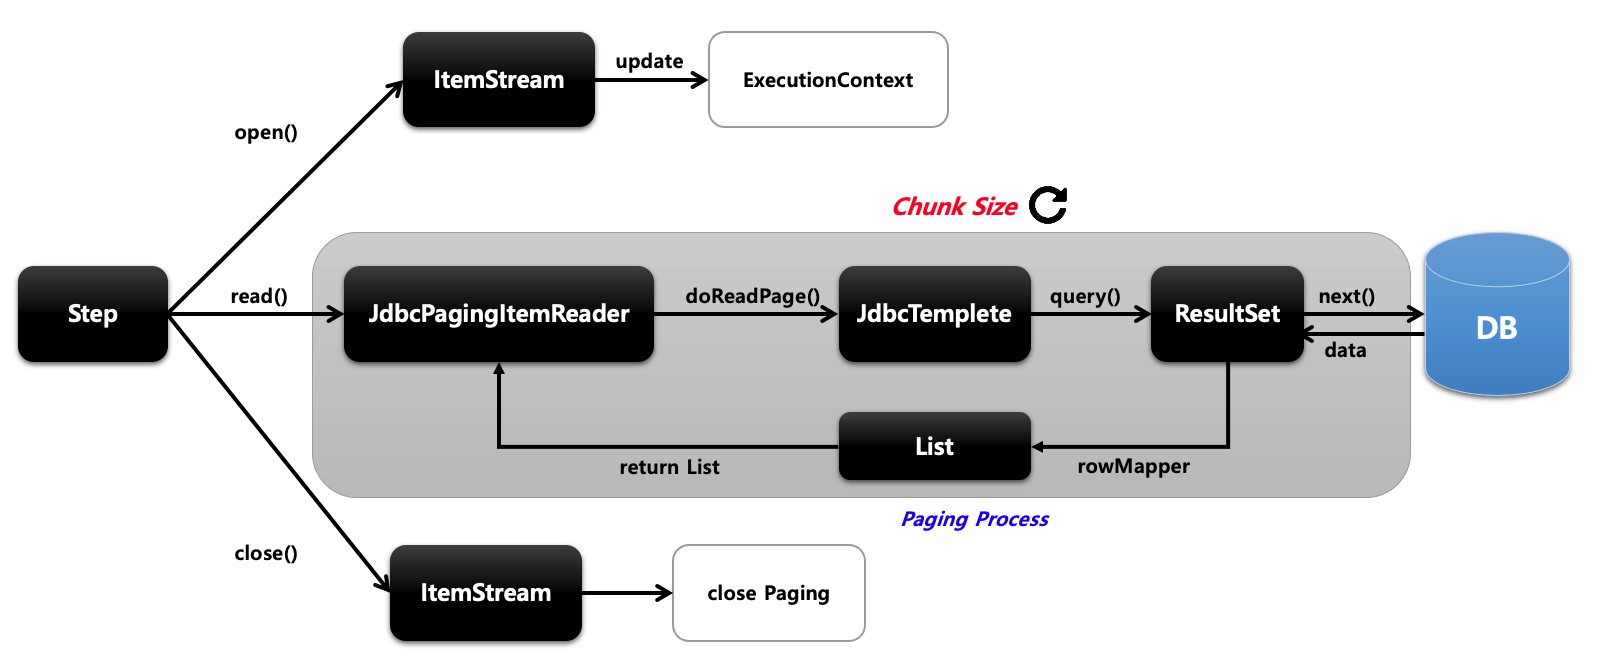 ItemStream
update
ExecutionContext
open()
Chunk Size
Step
read()
JdbcPagingItemReader
doReadPage()
JdbcTemplete
query()
ResultSet
next()
data
DB
List
return List
rowMapper
Paging Process
close()
ItemStream
close Paging